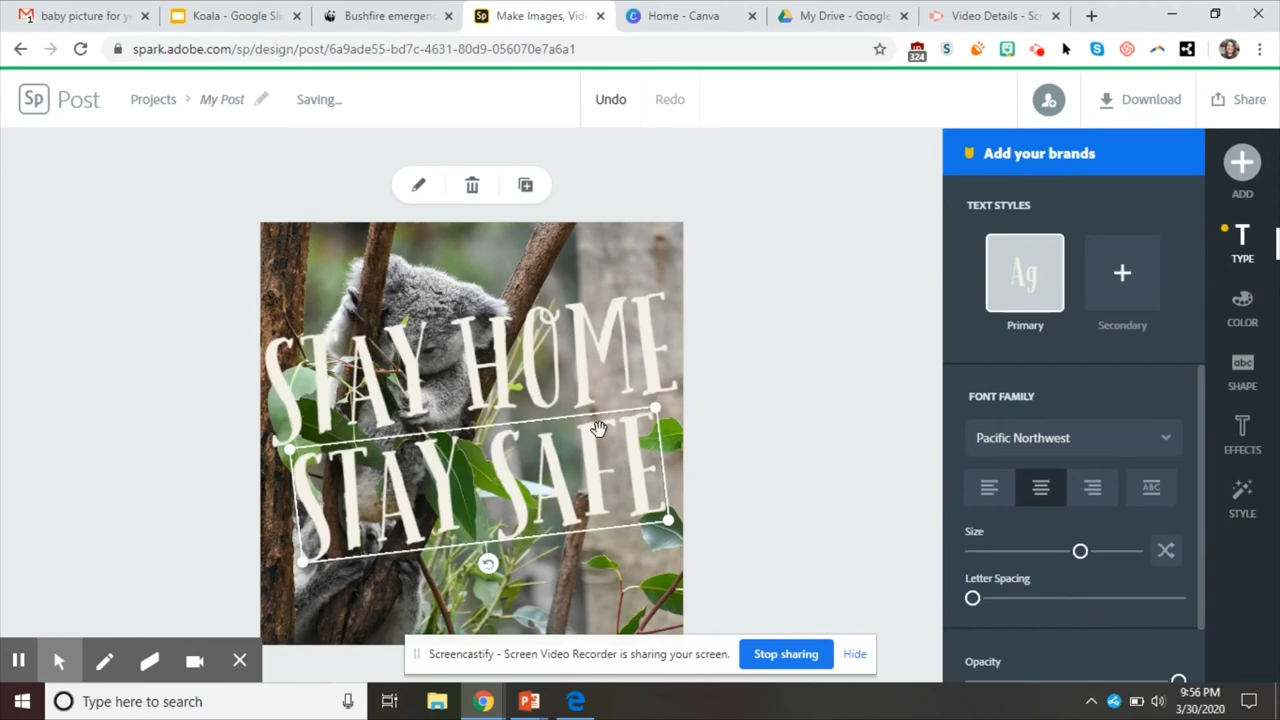 baby picture for y
Koala - Google Sli
Bushfire emergenc
Make Images, Vid
Home - Canva
My Drive - Google
Video Details - Scr
spark.adobe.com/sp/design/post/6a9ade55-bd7c-4631-80d9-056070e7a6a1
324
Sp Post
Projects > My Post
Saving...
Undo
Redo
Download
Share
Add your brands
TEXT STYLES
Ag
Primary
Secondary
ADD
TYPE
COLOR
abc
SHAPE
EFFECTS
STYLE
STAY HOME
STAY SAFE
FONT FAMILY
Pacific Northwest
ABC
Size
Letter Spacing
Opacity
Screencastify - Screen Video Recorder is sharing your screen.
Stop sharing
Hide
Type here to search
9:56 PM
3/30/2020